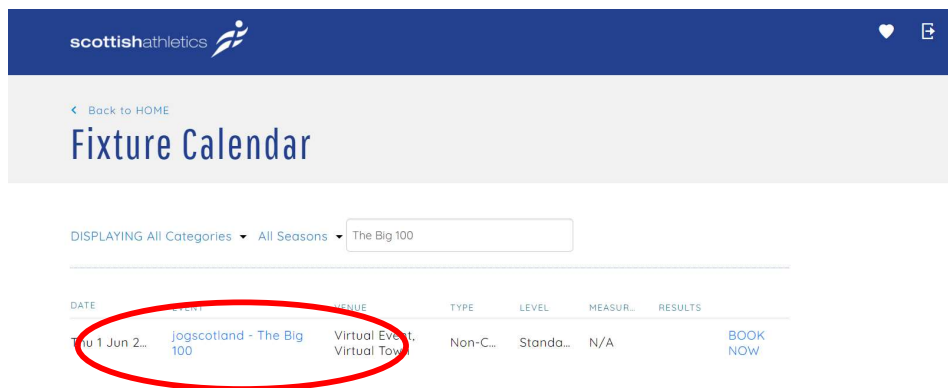 scottishathletics
Back to HOME
Fixture Calendar
DISPLAYING All Categories All Seasons The Big 100
DATE EVENT VENUE TYPE LEVEL MEASUR... RESULTS
Thu 1 Jun 2... jogscotland - The Big 100 Virtual Event, Virtual Town Non-C... Standa... N/A BOOK NOW